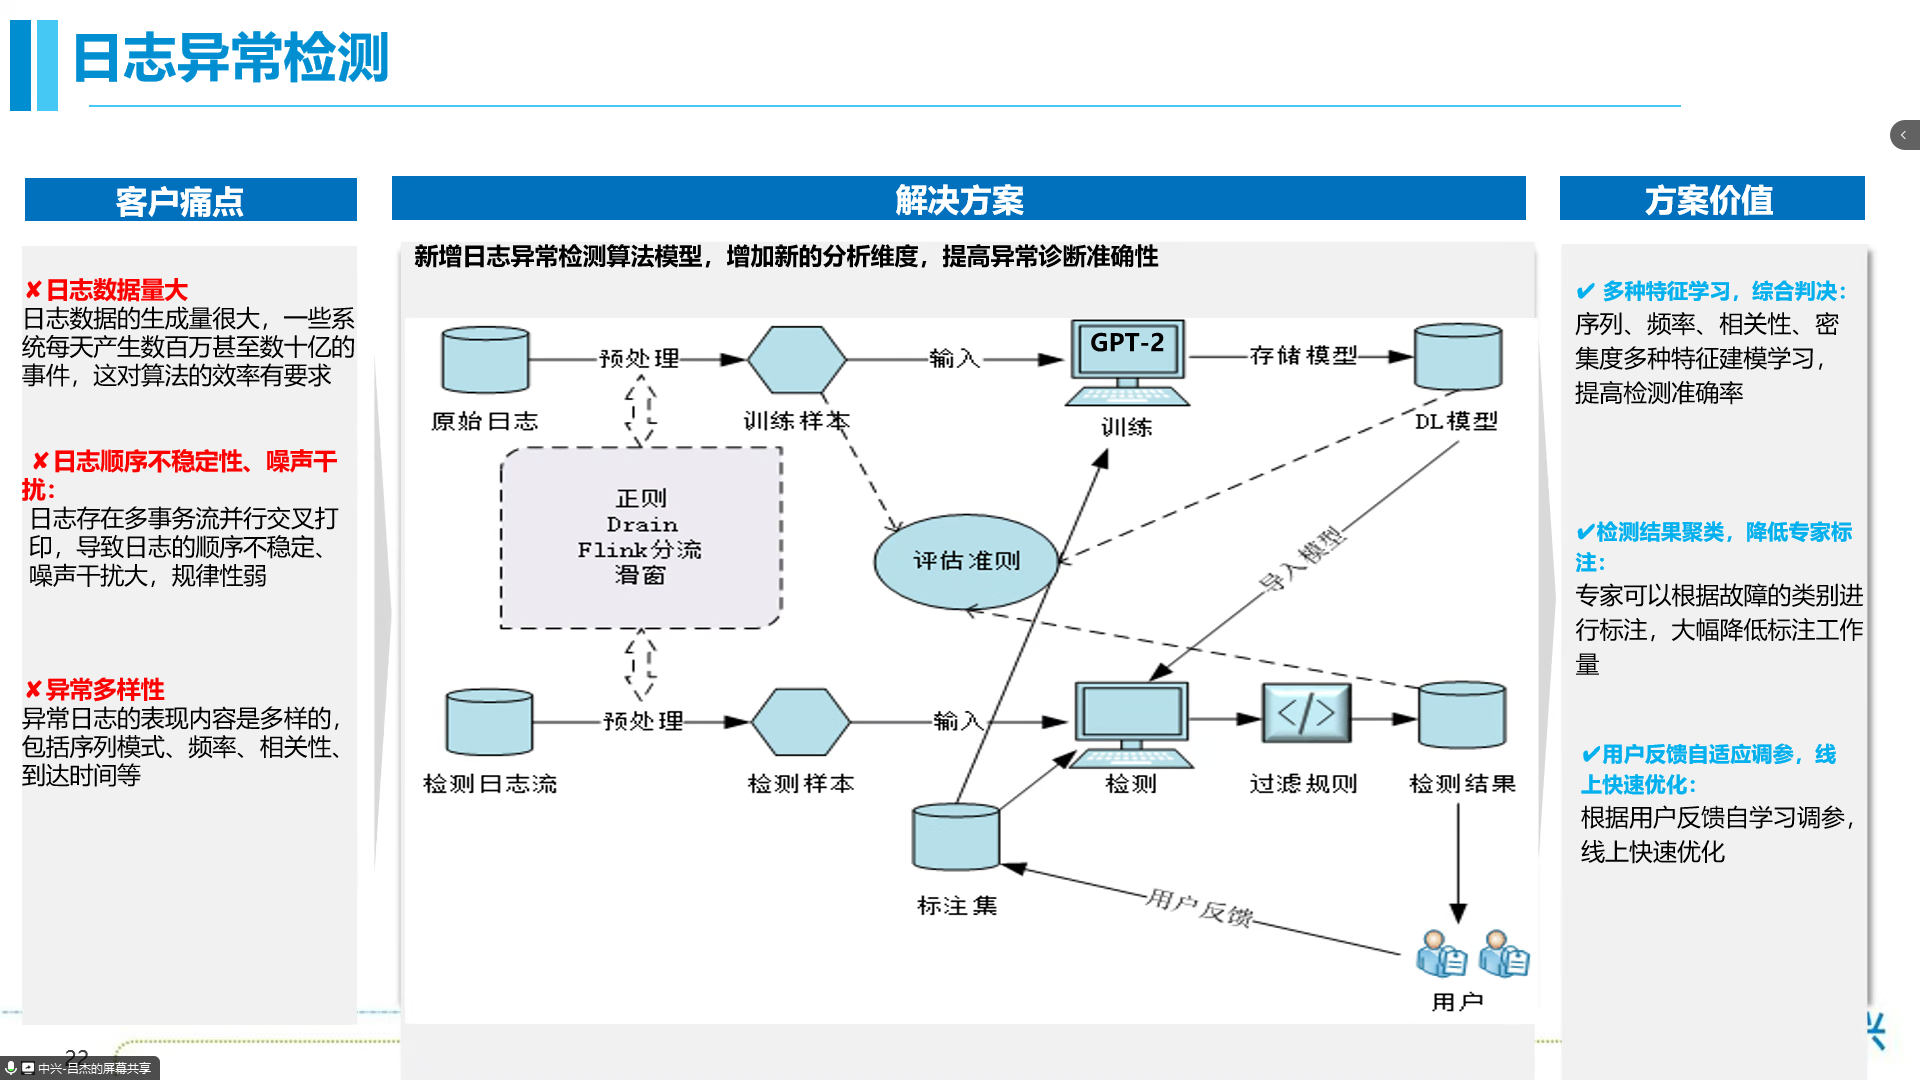 日志异常检测
客户痛点
✘日志数据量大
日志数据的生成量很大，一些系
统每天产生数百万甚至数十亿的
事件，这对算法的效率有要求
✘日志顺序不稳定性、噪声干
扰：
日志存在多事务流并行交叉打
印，导致日志的顺序不稳定、
噪声干扰大，规律性弱
✘异常多样性
异常日志的表现内容是多样的，
包括序列模式、频率、相关性、
到达时间等
解决方案
新增日志异常检测算法模型，增加新的分析维度，提高异常诊断准确性
原始日志
预处理
训练样本
输入
GPT-2
训练
存储模型
DL模型
正则
Drain
Flink分流
滑窗
评估准则
导入模型
检测日志流
预处理
检测样本
输入
检测
</>
过滤规则
检测结果
标注集
用户反馈
用户
方案价值
✔ 多种特征学习，综合判决：
序列、频率、相关性、密
集度多种特征建模学习，
提高检测准确率
✔检测结果聚类，降低专家标
注：
专家可以根据故障的类别进
行标注，大幅降低标注工作
量
✔用户反馈自适应调参，线
上快速优化：
根据用户反馈自学习调参，
线上快速优化
22
中兴-吕杰的屏幕共享